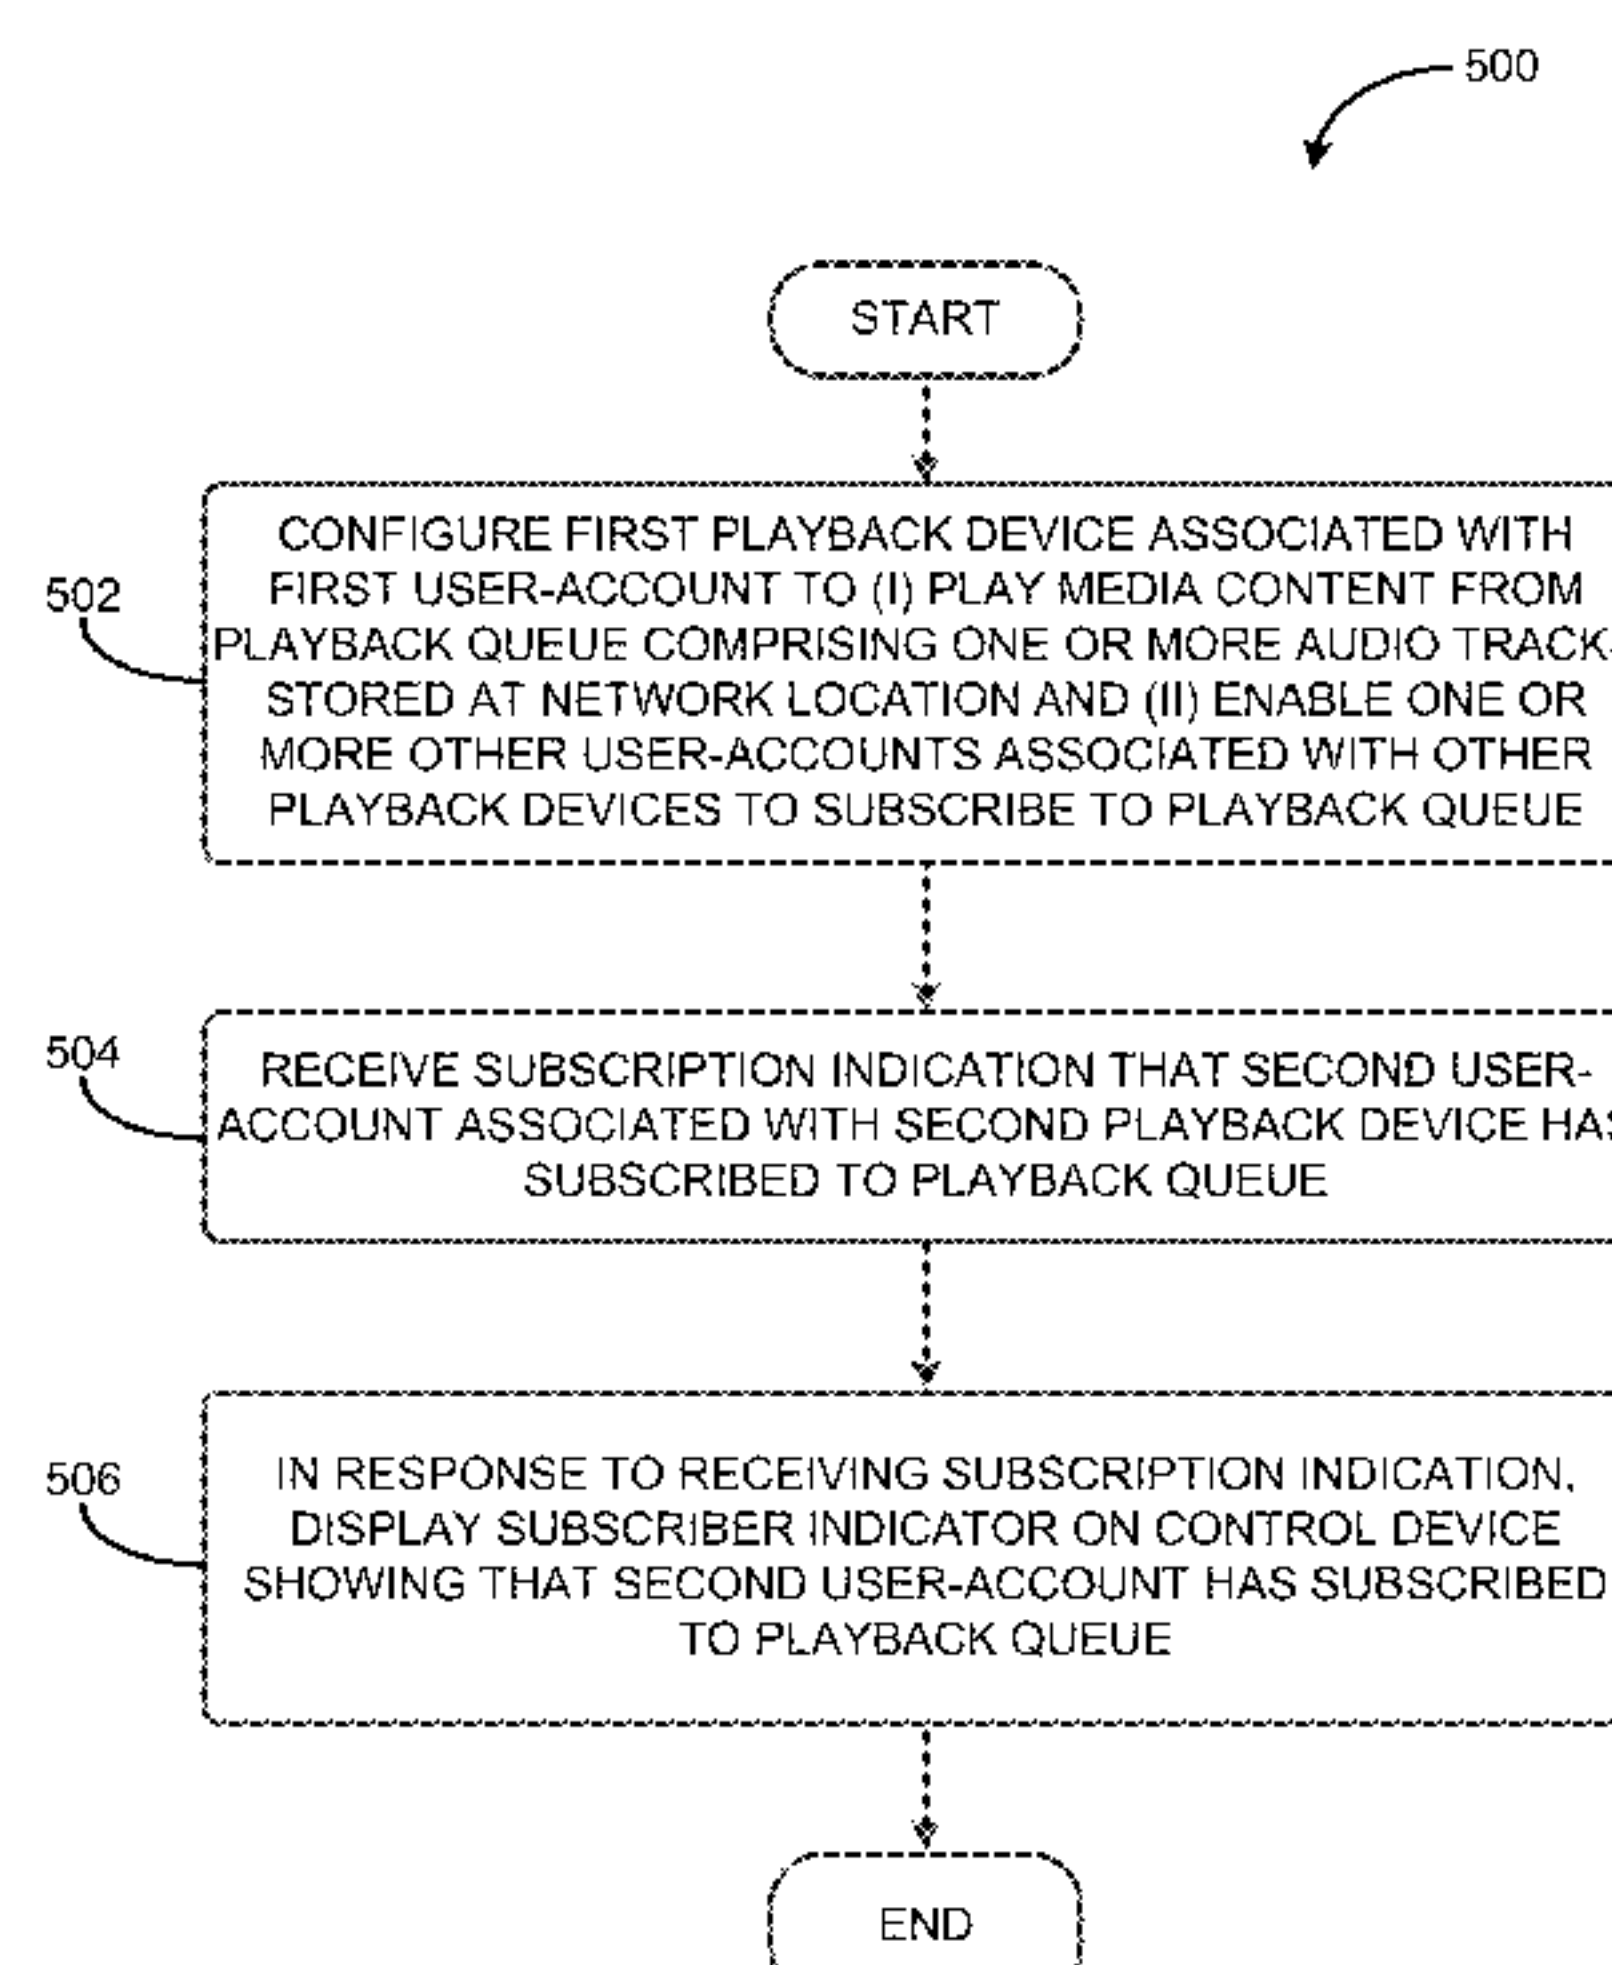 500
START
502
CONFIGURE FIRST PLAYBACK DEVICE ASSOCIATED WITH
FIRST USER-ACCOUNT TO (I) PLAY MEDIA CONTENT FROM
PLAYBACK QUEUE COMPRISING ONE OR MORE AUDIO TRACK
STORED AT NETWORK LOCATION AND (II) ENABLE ONE OR
MORE OTHER USER-ACCOUNTS ASSOCIATED WITH OTHER
PLAYBACK DEVICES TO SUBSCRIBE TO PLAYBACK QUEUE
504
RECEIVE SUBSCRIPTION INDICATION THAT SECOND USER-
ACCOUNT ASSOCIATED WITH SECOND PLAYBACK DEVICE HAS
SUBSCRIBED TO PLAYBACK QUEUE
506
IN RESPONSE TO RECEIVING SUBSCRIPTION INDICATION,
DISPLAY SUBSCRIBER INDICATOR ON CONTROL DEVICE
SHOWING THAT SECOND USER-ACCOUNT HAS SUBSCRIBED
TO PLAYBACK QUEUE
END